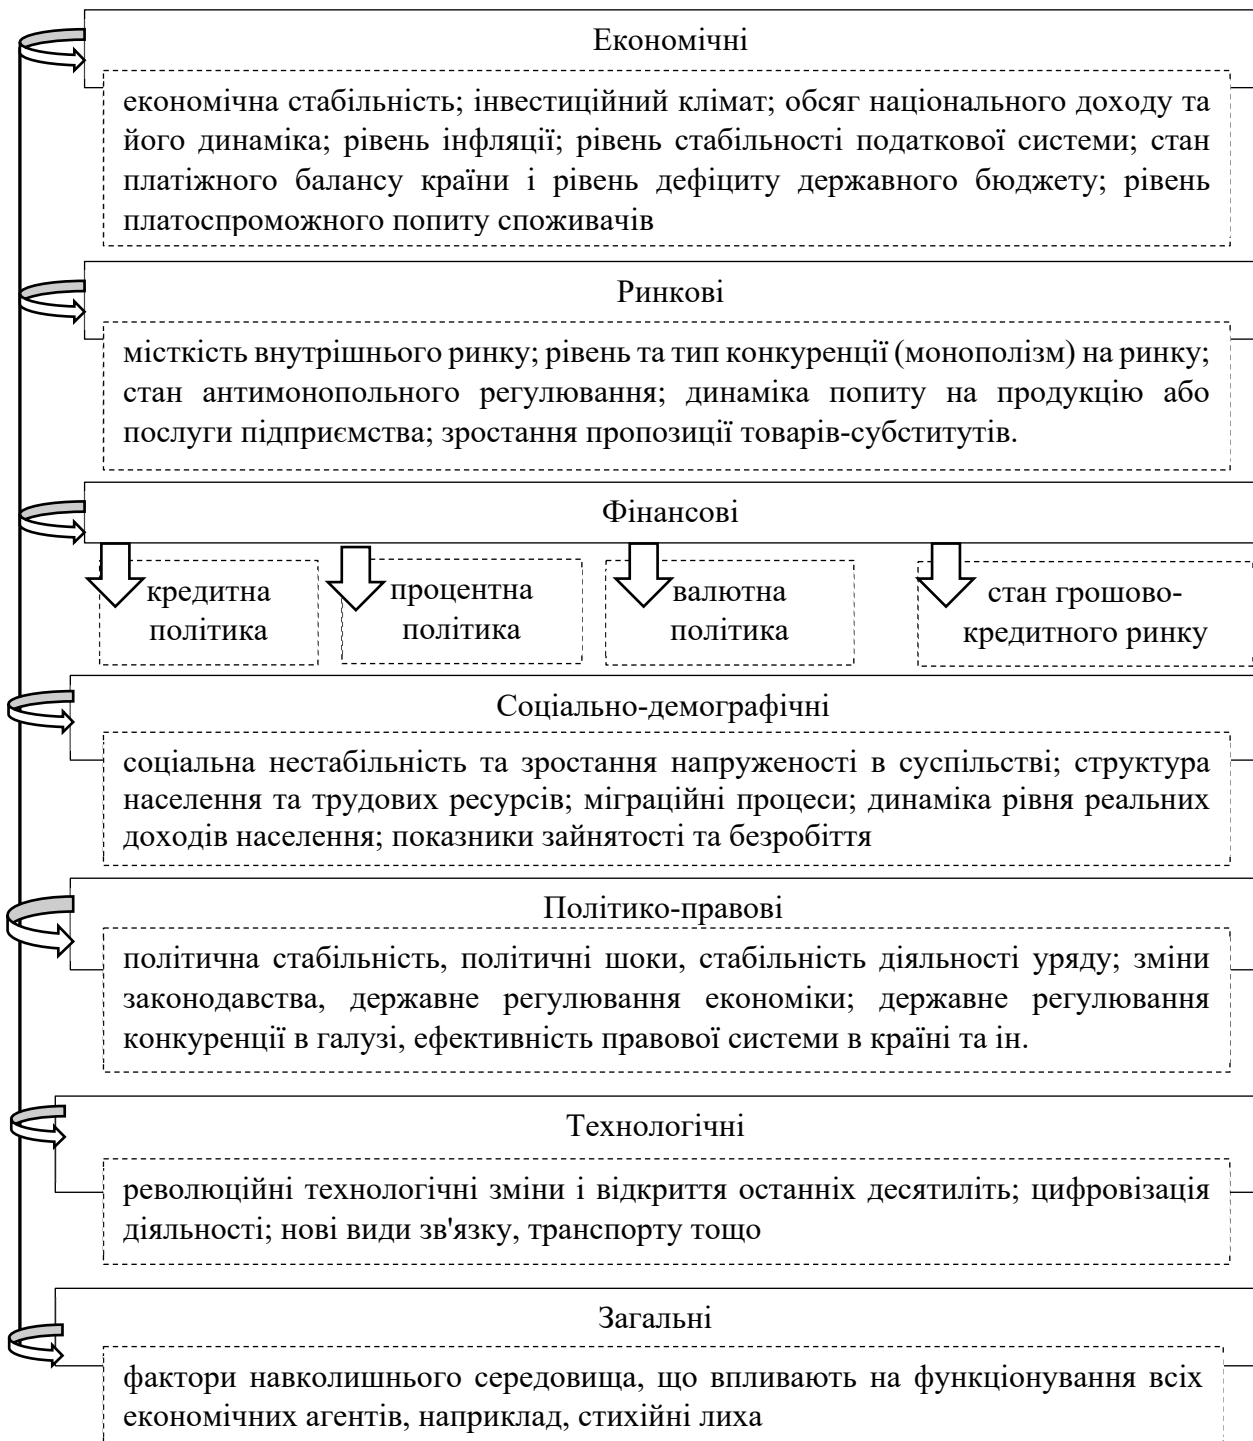 Економічні
економічна стабільність; інвестиційний клімат; обсяг національного доходу та
його динаміка; рівень інфляції; рівень стабільності податкової системи; стан
платіжного балансу країни і рівень дефіциту державного бюджету; рівень
платоспроможного попиту споживачів
Ринкові
місткість внутрішнього ринку; рівень та тип конкуренції (монополізм) на ринку;
стан антимонопольного регулювання; динаміка попиту на продукцію або
послуги підприємства; зростання пропозиції товарів-субститутів.
Фінансові
кредитна
політика
процентна
політика
валютна
політика
стан грошово-
кредитного ринку
Соціально-демографічні
соціальна нестабільність та зростання напруженості в суспільстві; структура
населення та трудових ресурсів; міграційні процеси; динаміка рівня реальних
доходів населення; показники зайнятості та безробіття
Політико-правові
політична стабільність, політичні шоки, стабільність діяльності уряду; зміни
законодавства, державне регулювання економіки; державне регулювання
конкуренції в галузі, ефективність правової системи в країні та ін.
Технологічні
революційні технологічні зміни і відкриття останніх десятиліть; цифровізація
діяльності; нові види зв'язку, транспорту тощо
Загальні
фактори навколишнього середовища, що впливають на функціонування всіх
економічних агентів, наприклад, стихійні лиха